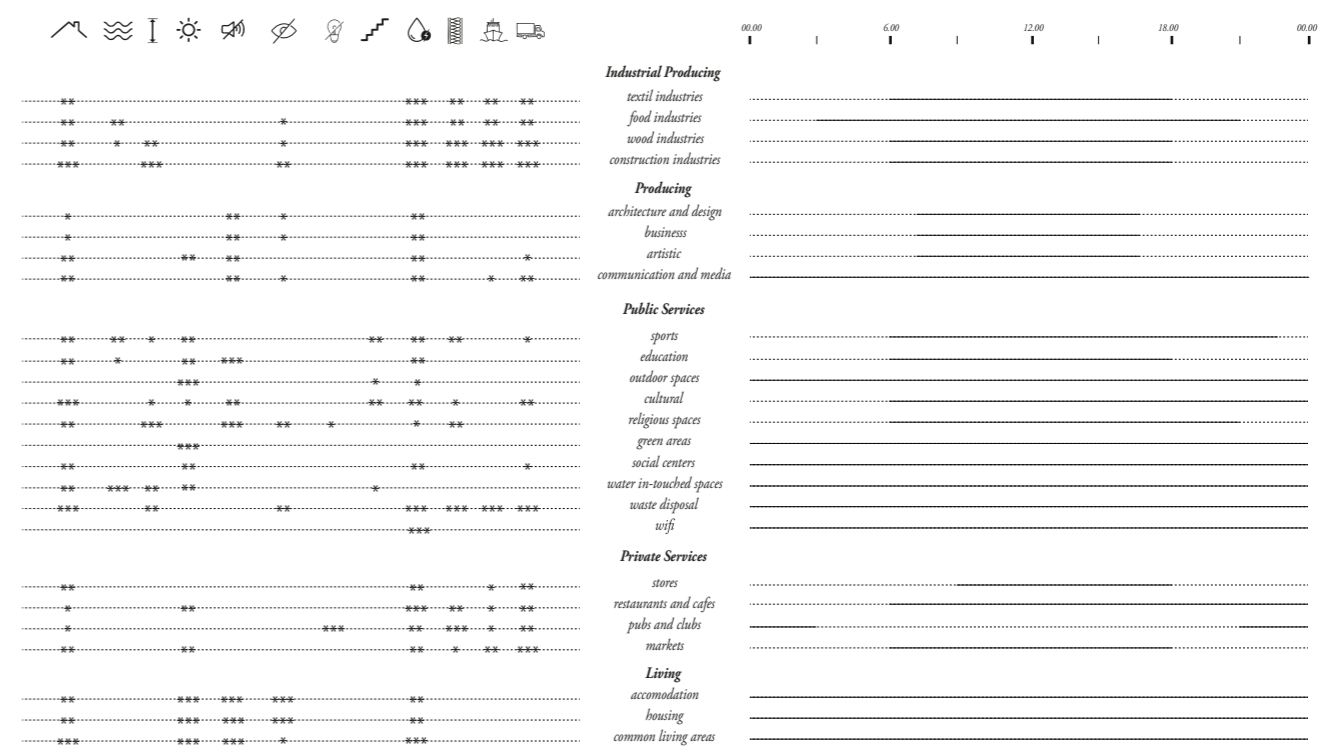 00.00 6.00 12.00 18.00 00.00
Industrial Producing
** *** ** ** ** textil industries
** ** * *** ** ** ** food industries
** * ** * *** *** *** *** wood industries
*** *** ** *** *** *** *** construction industries
Producing
* ** * ** architecture and design
* ** * ** businesss
** ** ** ** * artistic
** ** * ** * ** communication and media
Public Services
** ** * ** ** ** ** * sports
** * ** *** ** education
*** * * outdoor spaces
*** * * ** ** ** * ** cultural
** *** *** ** * * ** religious spaces
*** green areas
** ** ** * social centers
** *** ** ** * water in-touched spaces
*** ** ** *** *** *** *** waste disposal
*** wifi
Private Services
** ** * ** stores
* ** *** ** * ** restaurants and cafes
* *** ** *** * ** pubs and clubs
** ** ** * ** *** markets
Living
** *** *** *** ** accomodation
** *** *** *** ** housing
*** *** *** * *** common living areas